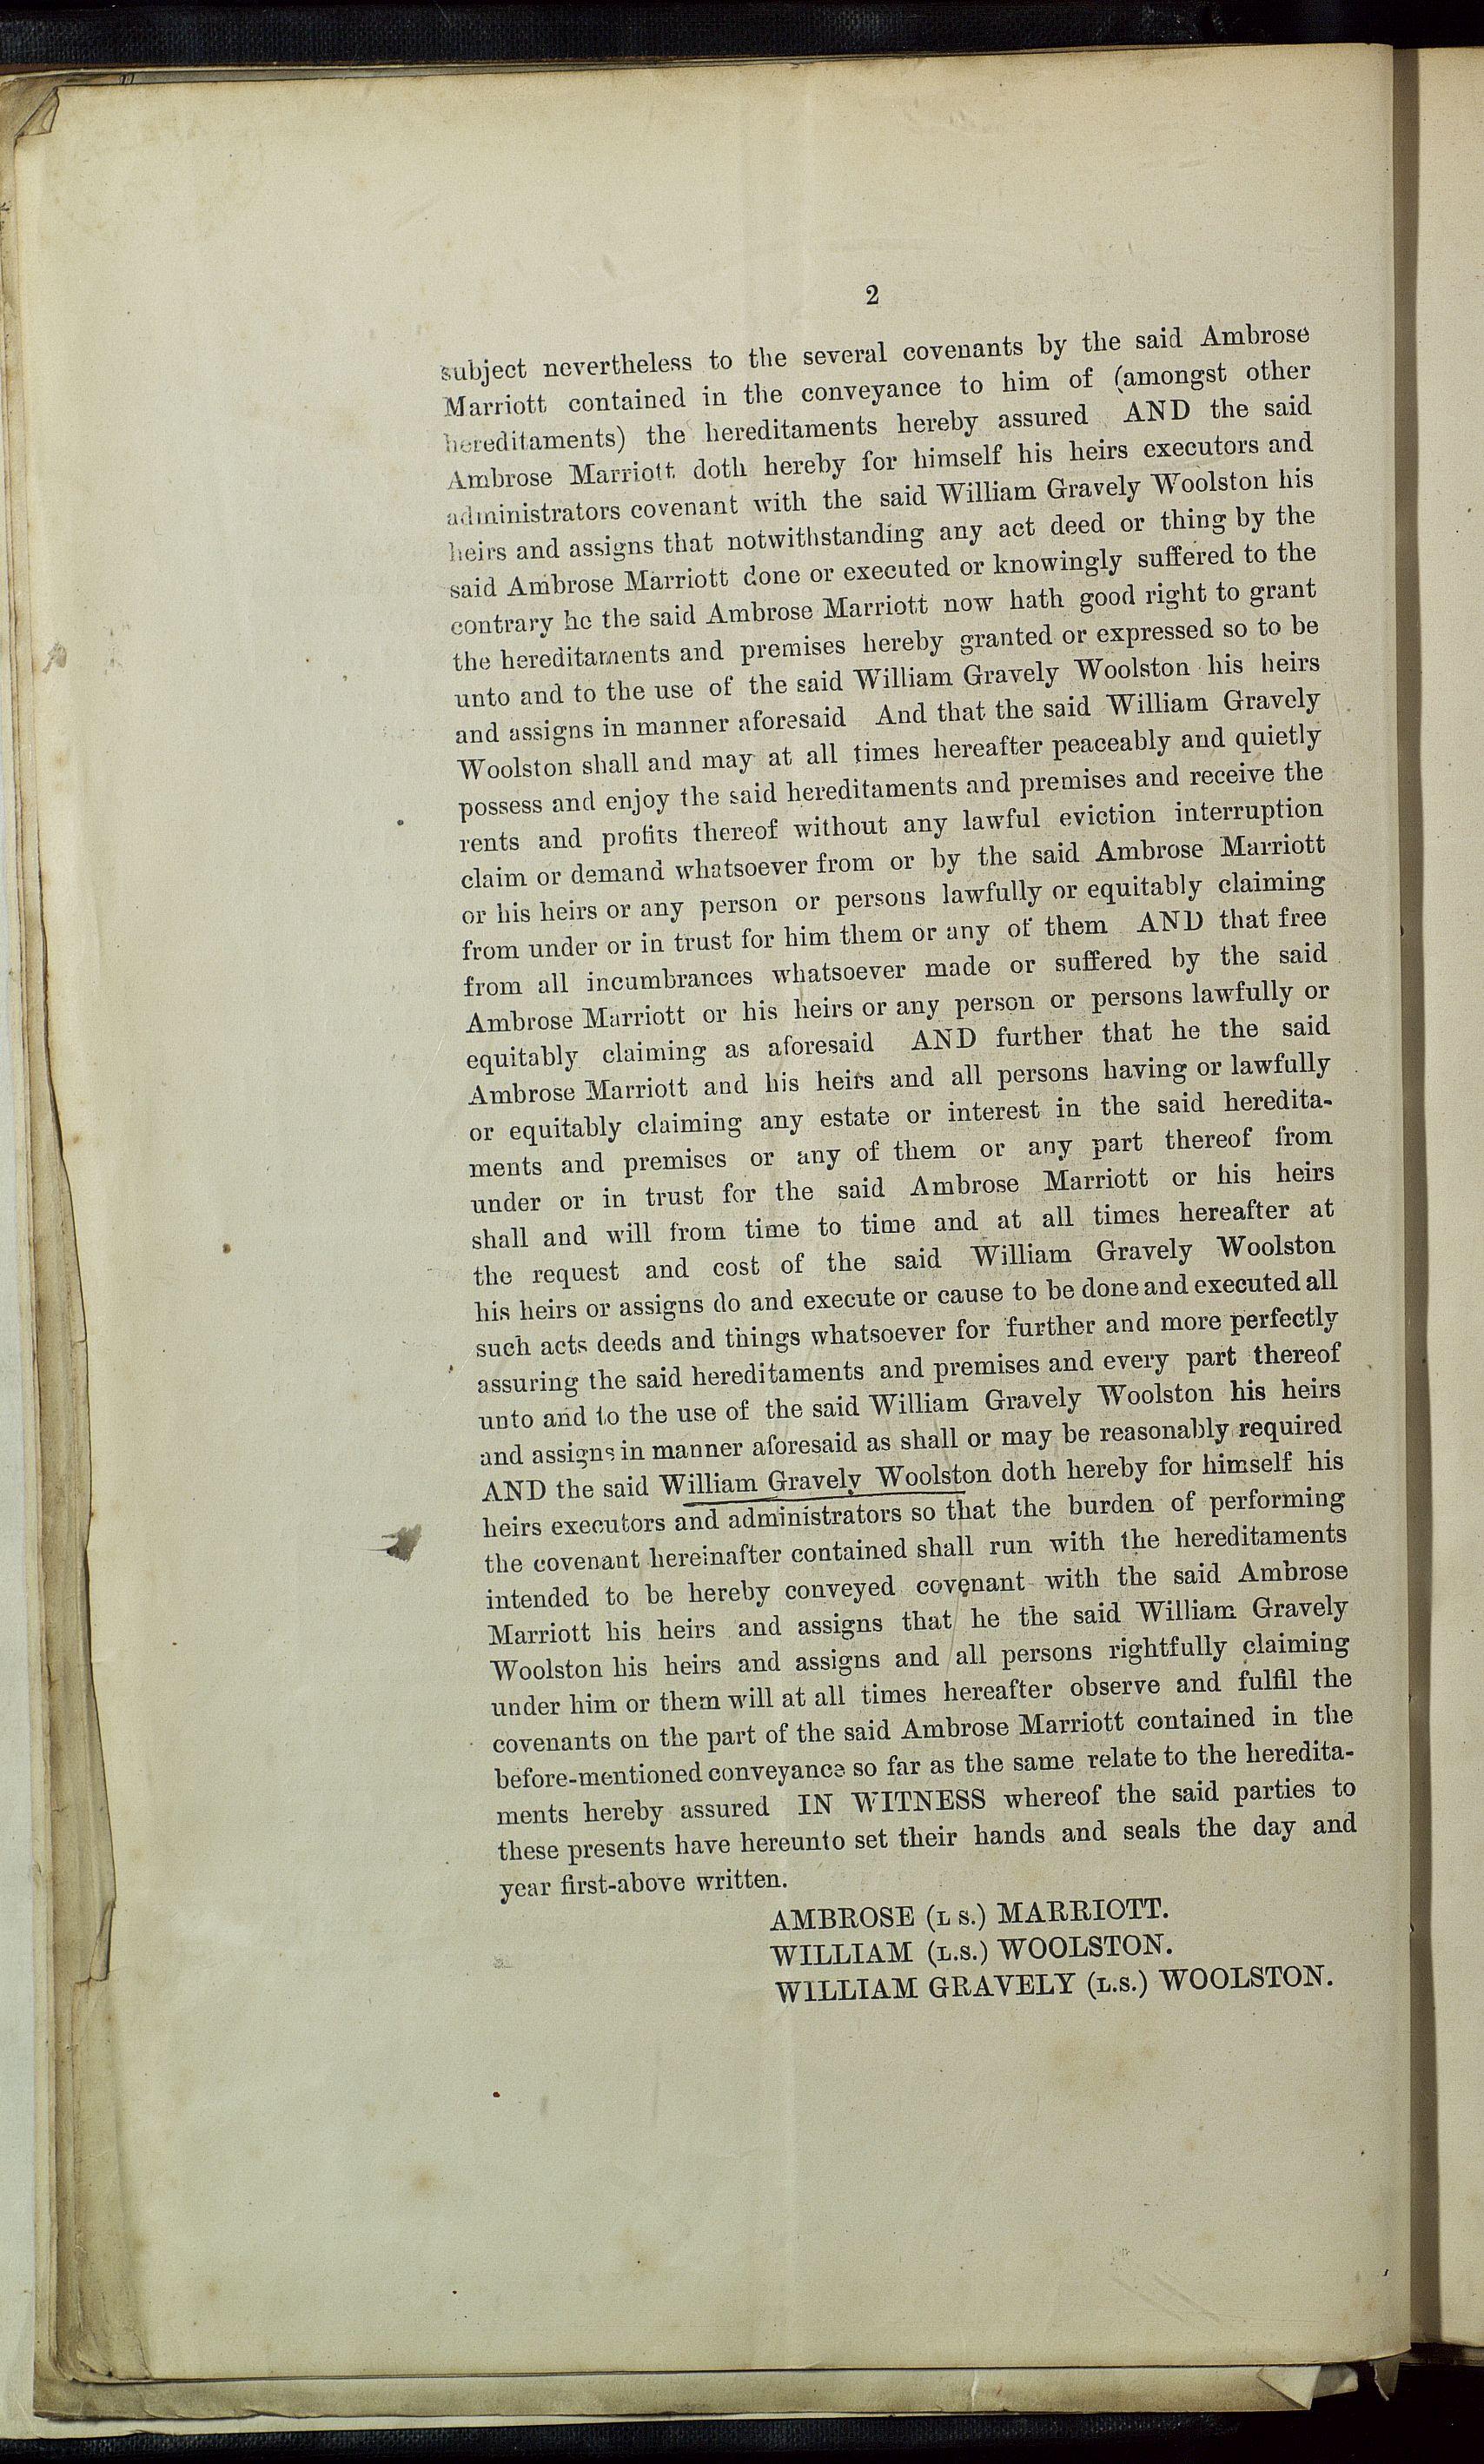 2
subject nevertheless to the several covenants by the said Ambrose
Marriott contained in the conveyance to him of (amongst other
hereditaments) the hereditaments hereby assured AND the said
Ambrose Marriott doth hereby for himself his heirs executors and
administrators covenant with the said William Gravely Woolston his
heirs and assigns that notwithstanding any act deed or thing by the
said Ambrose Marriott done or executed or knowingly suffered to the
contrary he the said Ambrose Marriott now hath good right to grant
the hereditaments and premises hereby granted or expressed so to be
unto and to the use of the said William Gravely Woolston his heirs
and assigns in manner aforesaid And that the said William Gravely
Woolston shall and may at all times hereafter peaceably and quietly
possess and enjoy the said hereditaments and premises and receive the
rents and profits thereof without any lawful eviction interruption
claim or demand whatsoever from or by the said Ambrose Marriott
or his heirs or any person or persons lawfully or equitably claiming
from under or in trust for him them or any of them AND that free
from all incumbrances whatsoever made or suffered by the said
Ambrose Marriott or his heirs or any person or persons lawfully or
equitably claiming as aforesaid AND further that he the said
Ambrose Marriott and his heirs and all persons having or lawfully
or equitably claiming any estate or interest in the said heredita-
ments and premises or any of them or any part thereof from
under or in trust for the said Ambrose Marriott or his heirs
shall and will from time to time and at all times hereafter at
the request and cost of the said William Gravely Woolston
his heirs or assigns do and execute or cause to be done and executed all
such acts deeds and things whatsoever for further and more perfectly
assuring the said hereditaments and premises and every part thereof
unto and to the use of the said William Gravely Woolston his heirs
and assigns in manner aforesaid as shall or may be reasonably required
AND the said William Gravely Woolston doth hereby for himself his
heirs executors and administrators so that the burden of performing
the covenant hereinafter contained shall run with the hereditaments
intended to be hereby conveyed covenant with the said Ambrose
Marriott his heirs and assigns that he the said William Gravely
Woolston his heirs and assigns and all persons rightfully claiming
under him or them will at all times hereafter observe and fulfil the
covenants on the part of the said Ambrose Marriott contained in the
before-mentioned conveyance so far as the same relate to the heredita-
ments hereby assured IN WITNESS whereof the said parties to
these presents have hereunto set their hands and seals the day and
year first-above written.
AMBROSE (L S.) MARRIOTT.
WILLIAM (L.S.) WOOLSTON.
WILLIAM GRAVELY (L.S.) WOOLSTON.